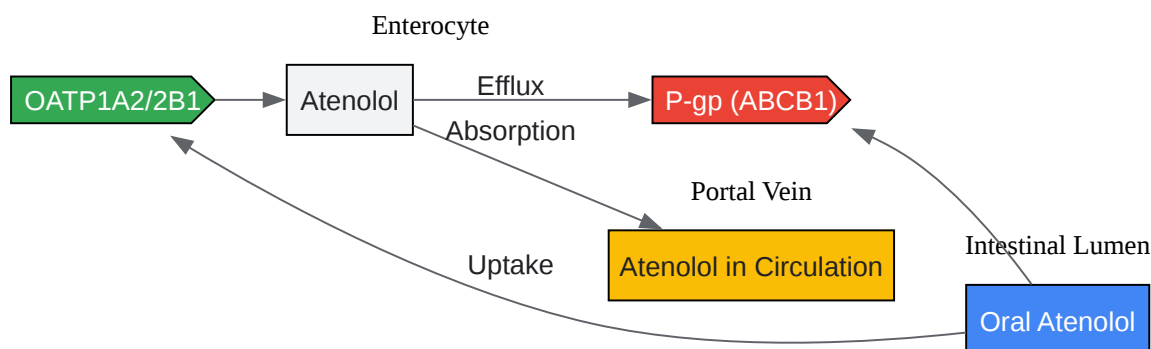 Enterocyte
OATP1A2/2B1
Atenolol
Efflux
P-gp (ABCB1)
Absorption
Portal Vein
Intestinal Lumen
Uptake
Atenolol in Circulation
Oral Atenolol